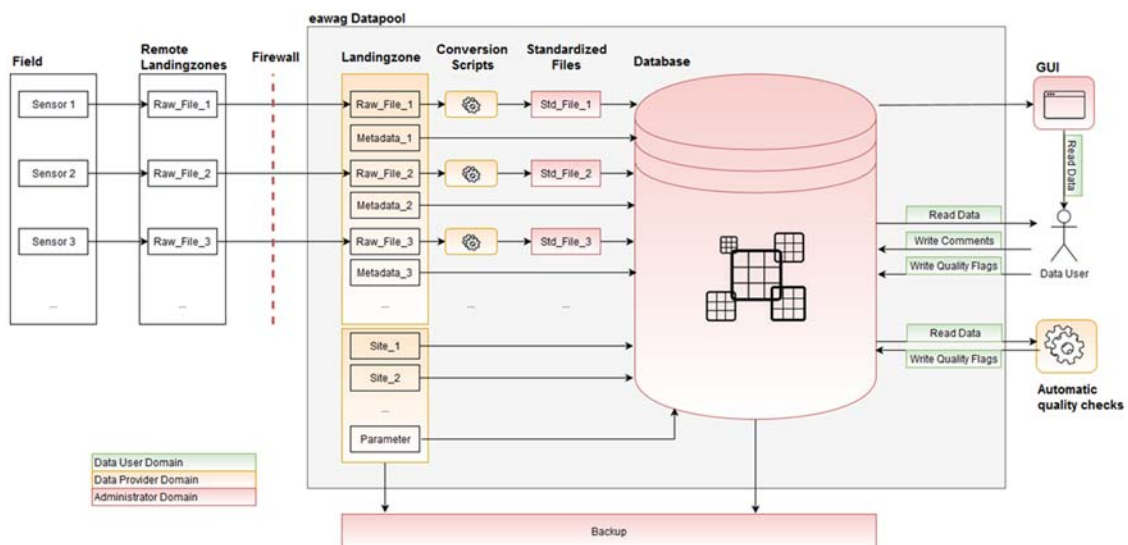 eawag Datapool
Field
Remote
Landingzones
Firewall
Landingzone
Conversion
Scripts
Standardized
Files
Database
GUI
Sensor 1
Raw_File_1
Raw_File_1
Std_File_1
Metadata_1
Sensor 2
Raw_File_2
Raw_File_2
Std_File_2
Metadata_2
Sensor 3
Raw_File_3
Raw_File_3
Std_File_3
Metadata_3
...
...
...
...
Read Data
Read Data
Write Comments
Write Quality Flags
Data User
Site_1
Site_2
...
Parameter
Read Data
Write Quality Flags
Automatic
quality checks
Data User Domain
Data Provider Domain
Administrator Domain
Backup